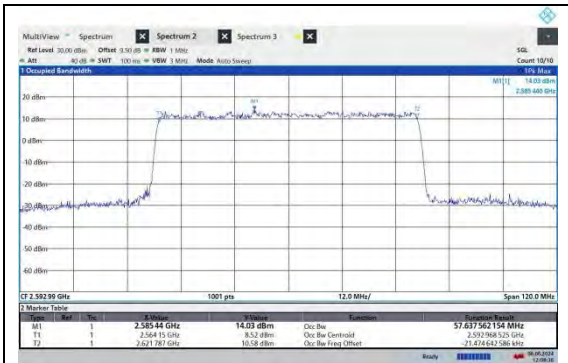 MultiView Spectrum Spectrum 2 Spectrum 3
Ref Level 30.00 dBm Offset 9.50 dB RBW 1 MHz SGL
Att 40 dB SWT 100 ms VBW 3 MHz Mode Auto Sweep Count 10/10
1 Occupied Bandwidth 1Pk Max
M1[1] 14.03 dBm
2.585 440 GHz
20 dBm
M1
T1 T2
10 dBm
0 dBm
-10 dBm
-20 dBm
-30 dBm
-40 dBm
-50 dBm
-60 dBm
CF 2.592 99 GHz 1001 pts 12.0 MHz/ Span 120.0 MHz
2 Marker Table
Type Ref Trc X-Value Y-Value Function Function Result
M1 1 2.585 44 GHz 14.03 dBm Occ Bw 57.637 562 154 MHz
T1 1 2.564 15 GHz 8.52 dBm Occ Bw Centroid 2.592 968 525 GHz
T2 1 2.621 787 GHz 10.58 dBm Occ Bw Freq Offset -21.474 642 586 kHz
Ready 06.06.2024
12:08:36